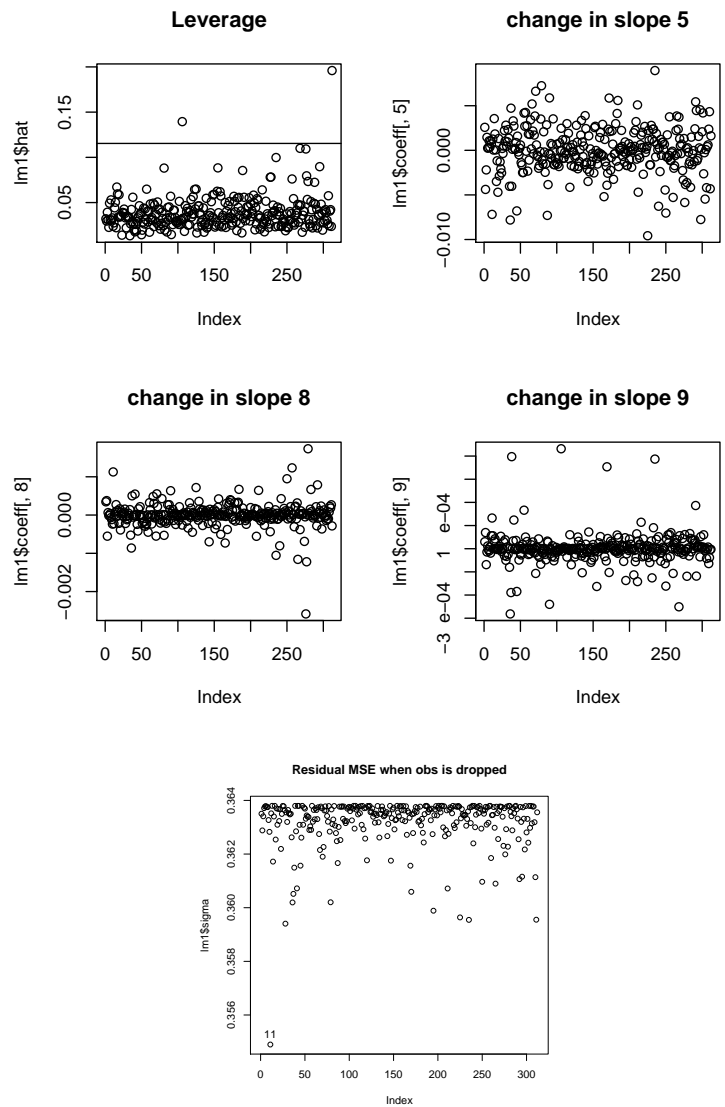 Leverage
lm1$hat
0.05
0.15
0
50
150
250
Index
change in slope 5
lm1$coeff[, 5]
−0.010
0.000
0
50
150
250
Index
change in slope 8
lm1$coeff[, 8]
−0.002
0.000
0
50
150
250
Index
change in slope 9
lm1$coeff[, 9]
−3 e−04
1 e−04
0
50
150
250
Index
Residual MSE when obs is dropped
lm1$sigma
0.356
0.358
0.360
0.362
0.364
11
0
50
100
150
200
250
300
Index